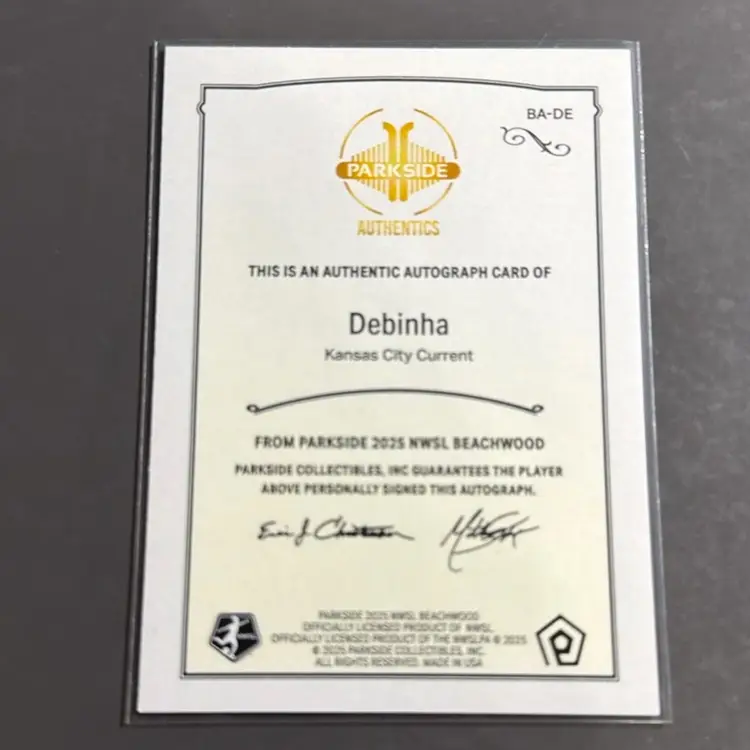 BA-DE
PARKSIDE
AUTHENTICS
THIS IS AN AUTHENTIC AUTOGRAPH CARD OF
Debinha
Kansas City Current
FROM PARKSIDE 2025 NWSL BEACHWOOD
PARKSIDE COLLECTIBLES, INC GUARANTEES THE PLAYER
ABOVE PERSONALLY SIGNED THIS AUTOGRAPH.
PARKSIDE 2025 NWSL BEACHWOOD
OFFICIALLY LICENSED PRODUCT OF NWSL.
OFFICIALLY LICENSED PRODUCT OF THE NWSLPA © 2025
© 2025 PARKSIDE COLLECTIBLES, INC.
ALL RIGHTS RESERVED. MADE IN USA